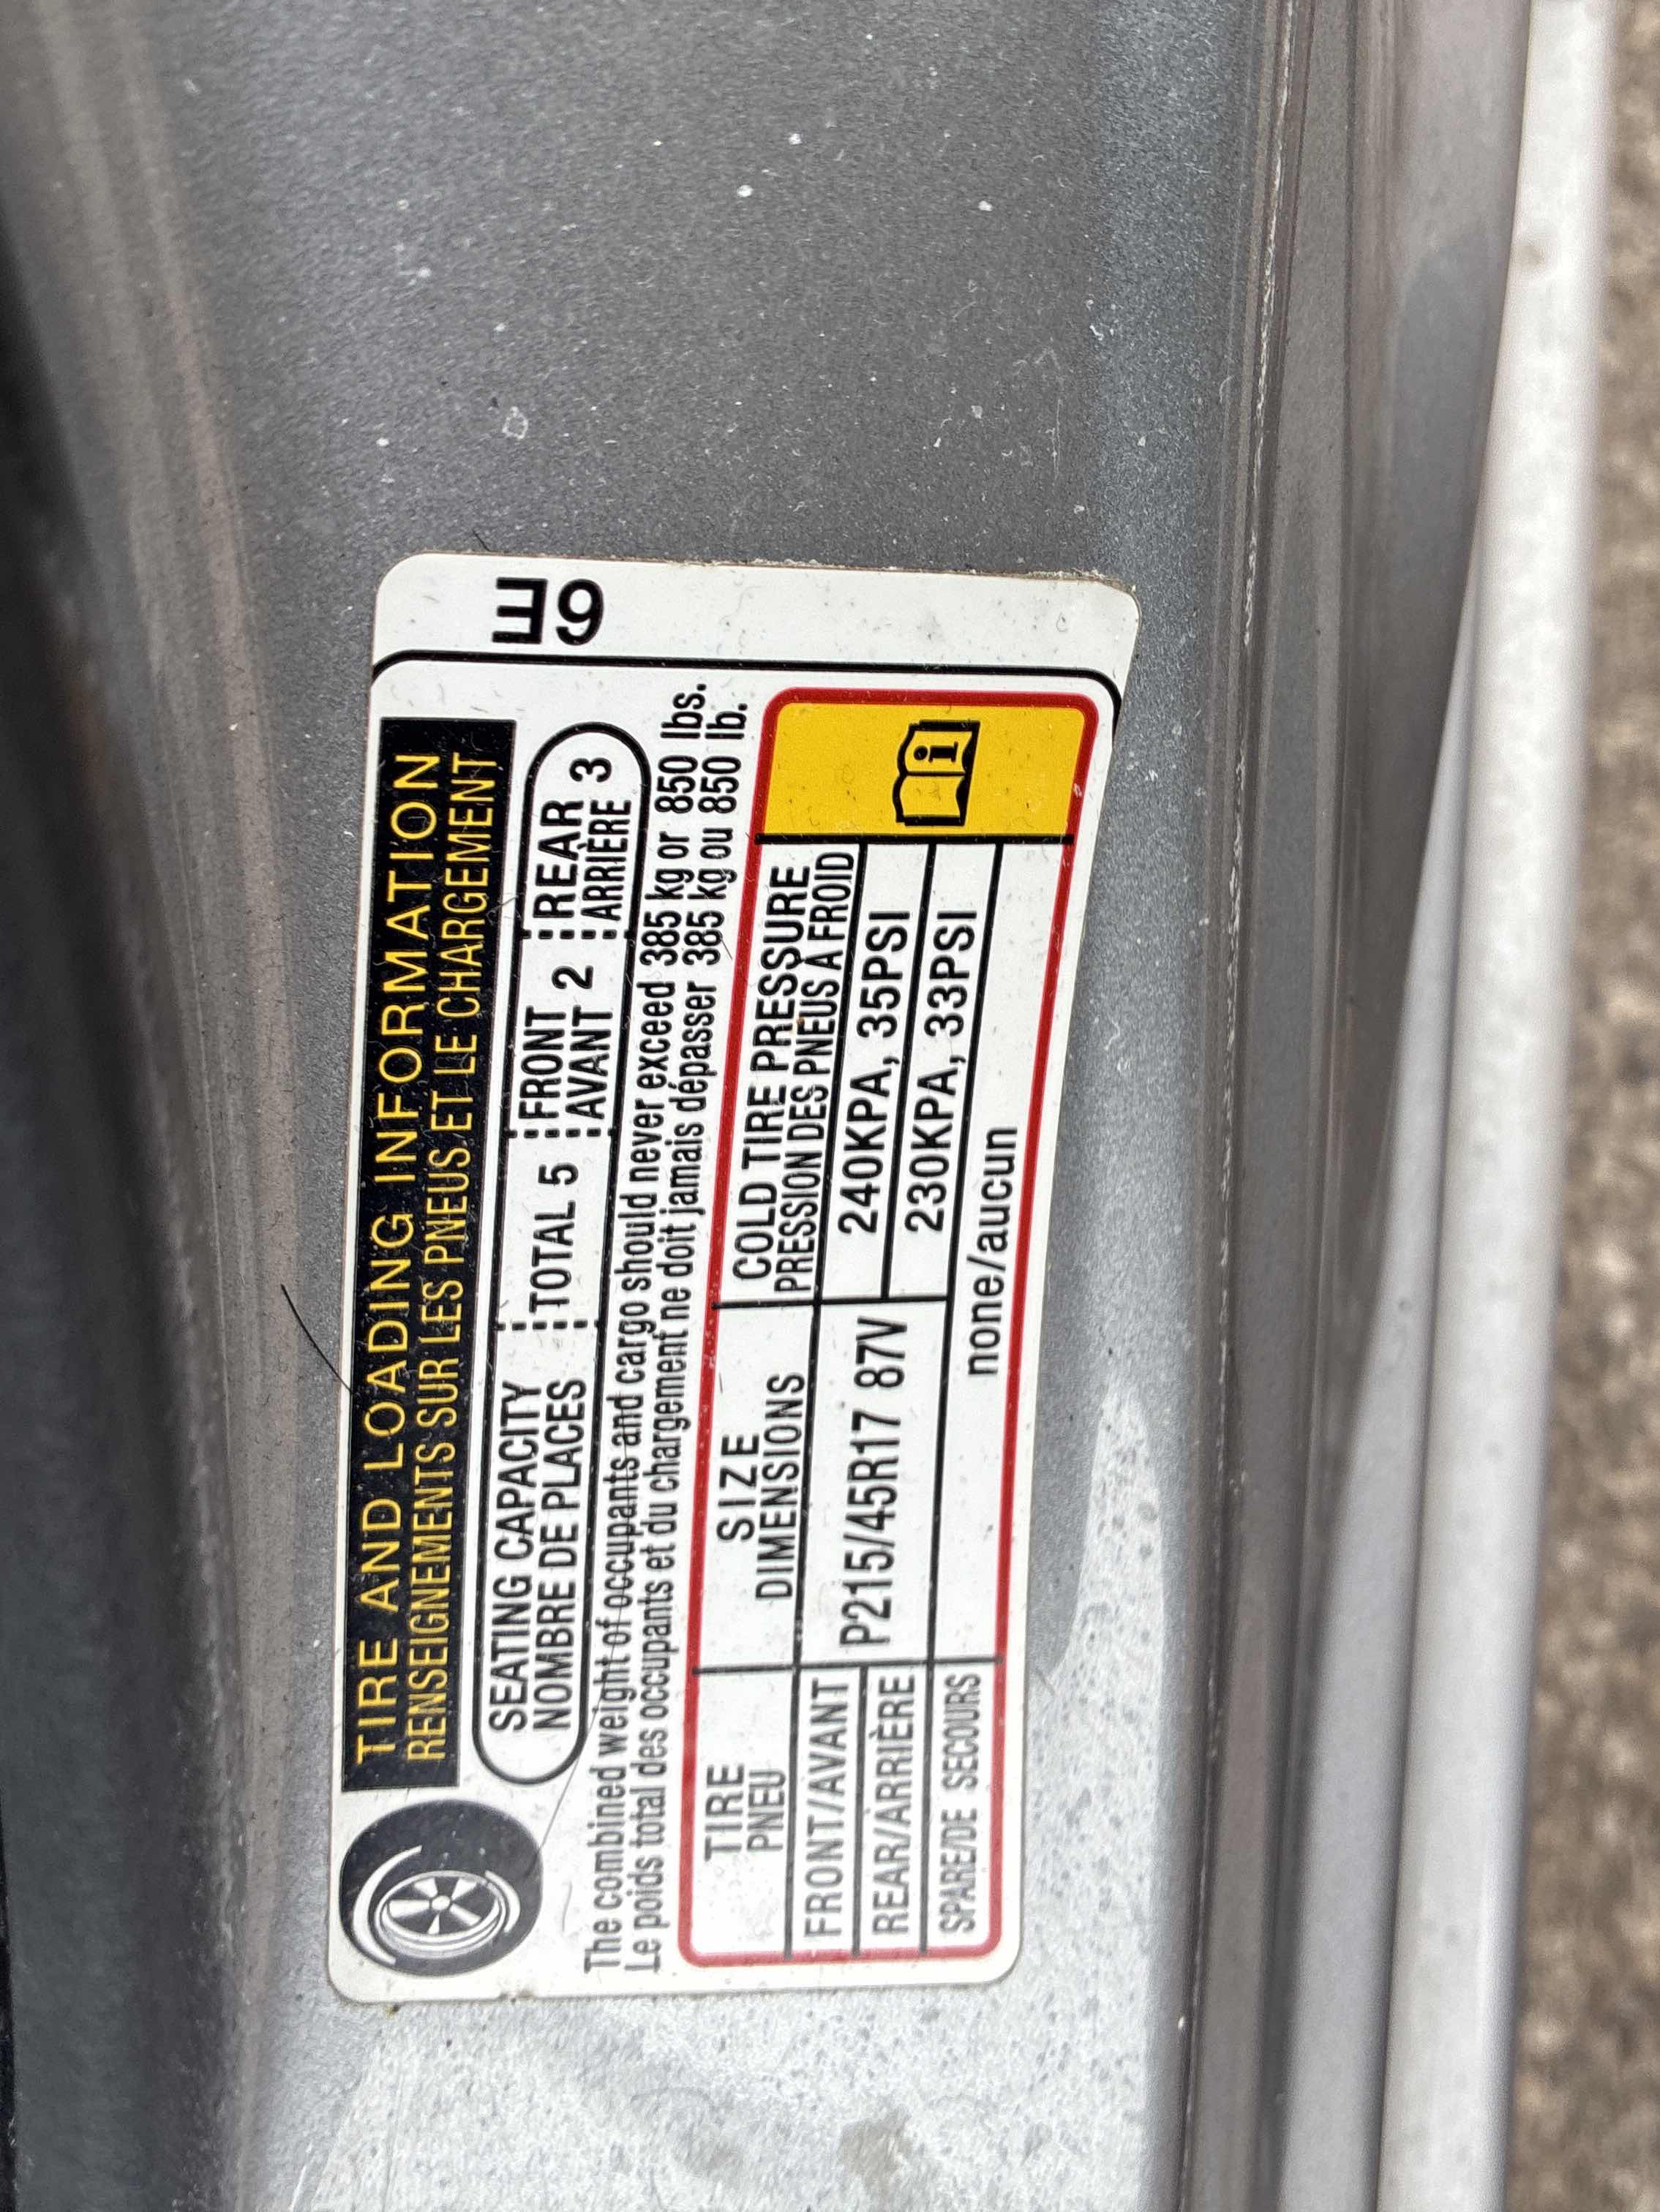 TIRE AND LOADING INFORMATION
RENSEIGNEMENTS SUR LES PNEUS ET LE CHARGEMENT
SEATING CAPACITY TOTAL 5 FRONT 2 REAR 3
NOMBRE DE PLACES AVANT ARRIÈRE
The combined weight of occupants and cargo should never exceed 385 kg or 850 lbs.
Le poids total des occupants et du chargement ne doit jamais dépasser 385 kg ou 850 lb.
TIRE SIZE COLD TIRE PRESSURE
PNEU DIMENSIONS PRESSION DES PNEUS À FROID
FRONT/AVANT P215/45R17 87V 240KPA, 35PSI
REAR/ARRIÈRE 230KPA, 33PSI
SPARE/DE SECOURS none/aucun
i
6E